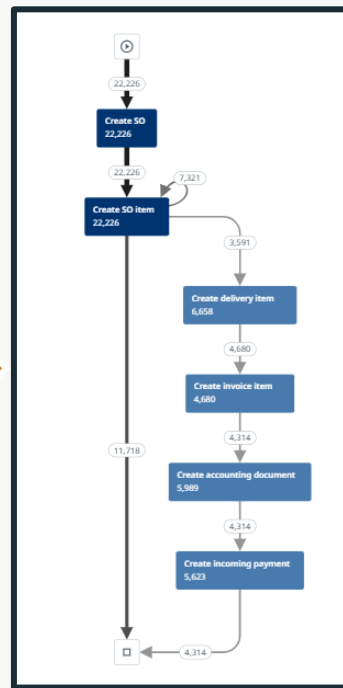 22,226
Create SO
22,226
22,226
7,321
Create SO item
22,226
3,591
Create delivery item
6,658
4,680
Create invoice item
4,680
4,314
11,718
Create accounting document
5,989
4,314
Create incoming payment
5,623
4,314